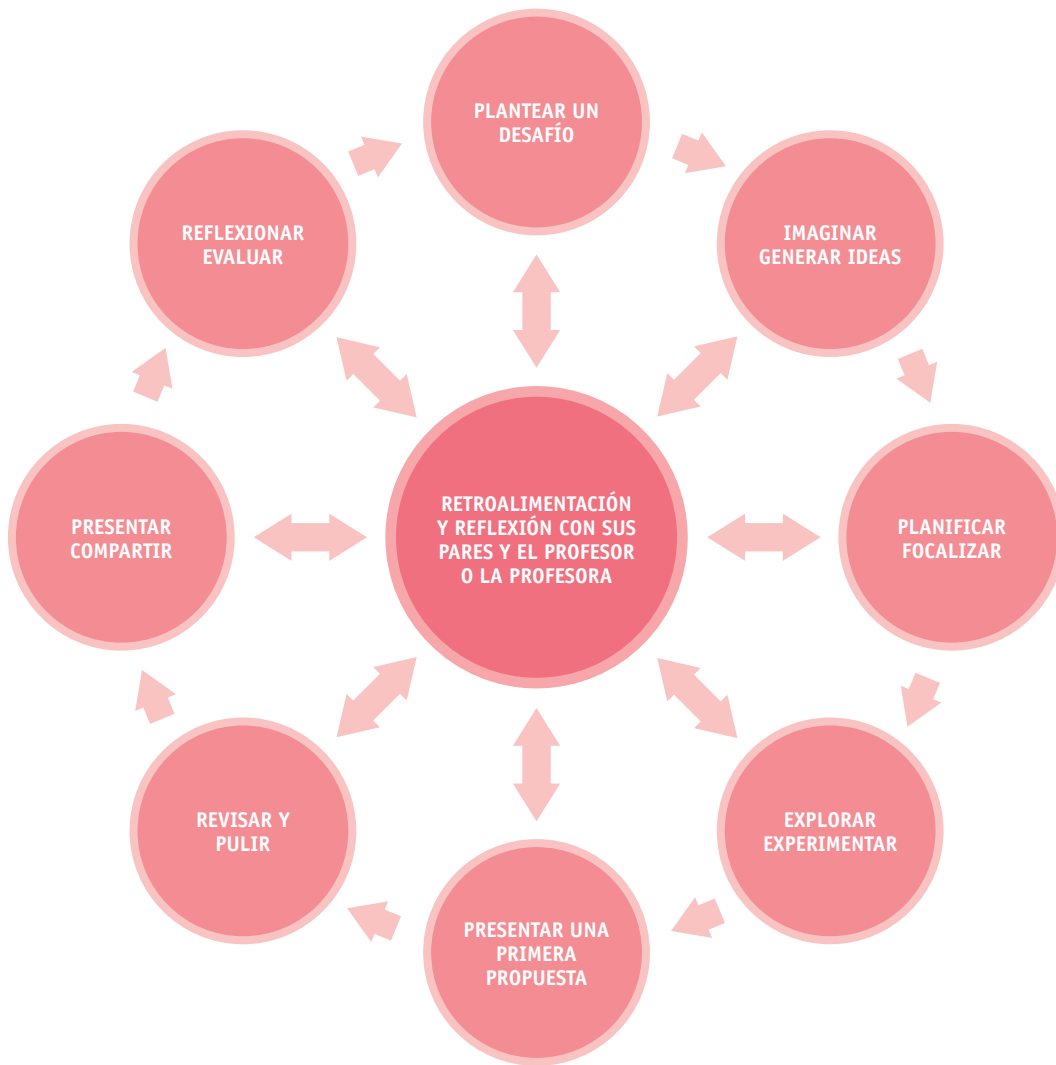 PLANTEAR UN
DESAFÍO
IMAGINAR
GENERAR IDEAS
PLANIFICAR
FOCALIZAR
EXPLORAR
EXPERIMENTAR
PRESENTAR UNA
PRIMERA
PROPUESTA
REVISAR Y
PULIR
PRESENTAR
COMPARTIR
REFLEXIONAR
EVALUAR
RETROALIMENTACIÓN
Y REFLEXIÓN CON SUS
PARES Y EL PROFESOR
O LA PROFESORA